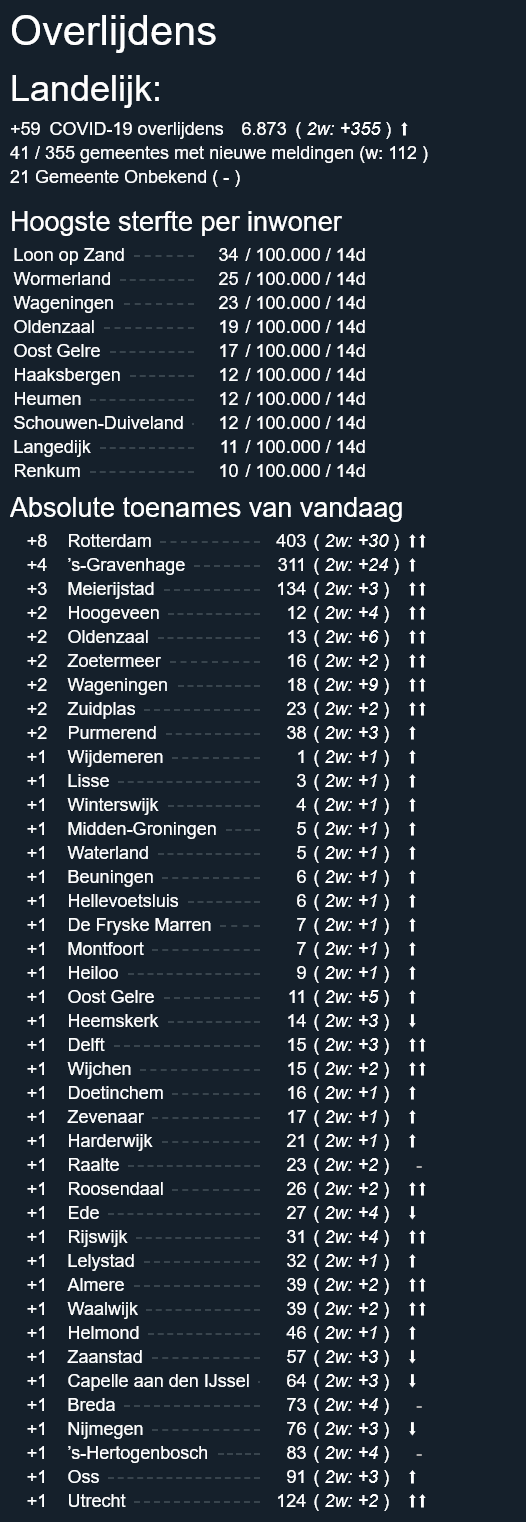 Overlijdens
Landelijk:
+59 COVID-19 overlijdens 6.873 ( 2w: +355 ) ⬆
41 / 355 gemeentes met nieuwe meldingen (w: 112 )
21 Gemeente Onbekend ( - )
Hoogste sterfte per inwoner
Loon op Zand ------- 34 / 100.000 / 14d
Wormerland -------- 25 / 100.000 / 14d
Wageningen -------- 23 / 100.000 / 14d
Oldenzaal ---------- 19 / 100.000 / 14d
Oost Gelre --------- 17 / 100.000 / 14d
Haaksbergen ------- 12 / 100.000 / 14d
Heumen ----------- 12 / 100.000 / 14d
Schouwen-Duiveland - 12 / 100.000 / 14d
Langedijk ---------- 11 / 100.000 / 14d
Renkum ----------- 10 / 100.000 / 14d
Absolute toenames van vandaag
+8 Rotterdam ----------- 403 ( 2w: +30 ) ⬆⬆
+4 's-Gravenhage -------- 311 ( 2w: +24 ) ⬆
+3 Meierijstad ----------- 134 ( 2w: +3 ) ⬆⬆
+2 Hoogeveen ---------- 12 ( 2w: +4 ) ⬆⬆
+2 Oldenzaal ------------ 13 ( 2w: +6 ) ⬆⬆
+2 Zoetermeer ---------- 16 ( 2w: +2 ) ⬆⬆
+2 Wageningen --------- 18 ( 2w: +9 ) ⬆⬆
+2 Zuidplas ------------- 23 ( 2w: +2 ) ⬆⬆
+2 Purmerend ----------- 38 ( 2w: +3 ) ⬆
+1 Wijdemeren ---------- 1 ( 2w: +1 ) ⬆
+1 Lisse ---------------- 3 ( 2w: +1 ) ⬆
+1 Winterswijk ----------- 4 ( 2w: +1 ) ⬆
+1 Midden-Groningen ---- 5 ( 2w: +1 ) ⬆
+1 Waterland ------------ 5 ( 2w: +1 ) ⬆
+1 Beuningen ----------- 6 ( 2w: +1 ) ⬆
+1 Hellevoetsluis --------- 6 ( 2w: +1 ) ⬆
+1 De Fryske Marren ----- 7 ( 2w: +1 ) ⬆
+1 Montfoort ------------ 7 ( 2w: +1 ) ⬆
+1 Heiloo --------------- 9 ( 2w: +1 ) ⬆
+1 Oost Gelre ----------- 11 ( 2w: +5 ) ⬆
+1 Heemskerk ---------- 14 ( 2w: +3 ) ⬇
+1 Delft ---------------- 15 ( 2w: +3 ) ⬆⬆
+1 Wijchen ------------- 15 ( 2w: +2 ) ⬆⬆
+1 Doetinchem ---------- 16 ( 2w: +1 ) ⬆
+1 Zevenaar ------------ 17 ( 2w: +1 ) ⬆
+1 Harderwijk ----------- 21 ( 2w: +1 ) ⬆
+1 Raalte --------------- 23 ( 2w: +2 ) -
+1 Roosendaal ---------- 26 ( 2w: +2 ) ⬆⬆
+1 Ede ----------------- 27 ( 2w: +4 ) ⬇
+1 Rijswijk -------------- 31 ( 2w: +4 ) ⬆⬆
+1 Lelystad ------------- 32 ( 2w: +1 ) ⬆
+1 Almere -------------- 39 ( 2w: +2 ) ⬆⬆
+1 Waalwijk ------------- 39 ( 2w: +2 ) ⬆⬆
+1 Helmond ------------ 46 ( 2w: +1 ) ⬆
+1 Zaanstad ------------ 57 ( 2w: +3 ) ⬇
+1 Capelle aan den IJssel - 64 ( 2w: +3 ) ⬇
+1 Breda --------------- 73 ( 2w: +4 ) -
+1 Nijmegen ------------ 76 ( 2w: +3 ) ⬇
+1 's-Hertogenbosch ----- 83 ( 2w: +4 ) -
+1 Oss ----------------- 91 ( 2w: +3 ) ⬆
+1 Utrecht -------------- 124 ( 2w: +2 ) ⬆⬆